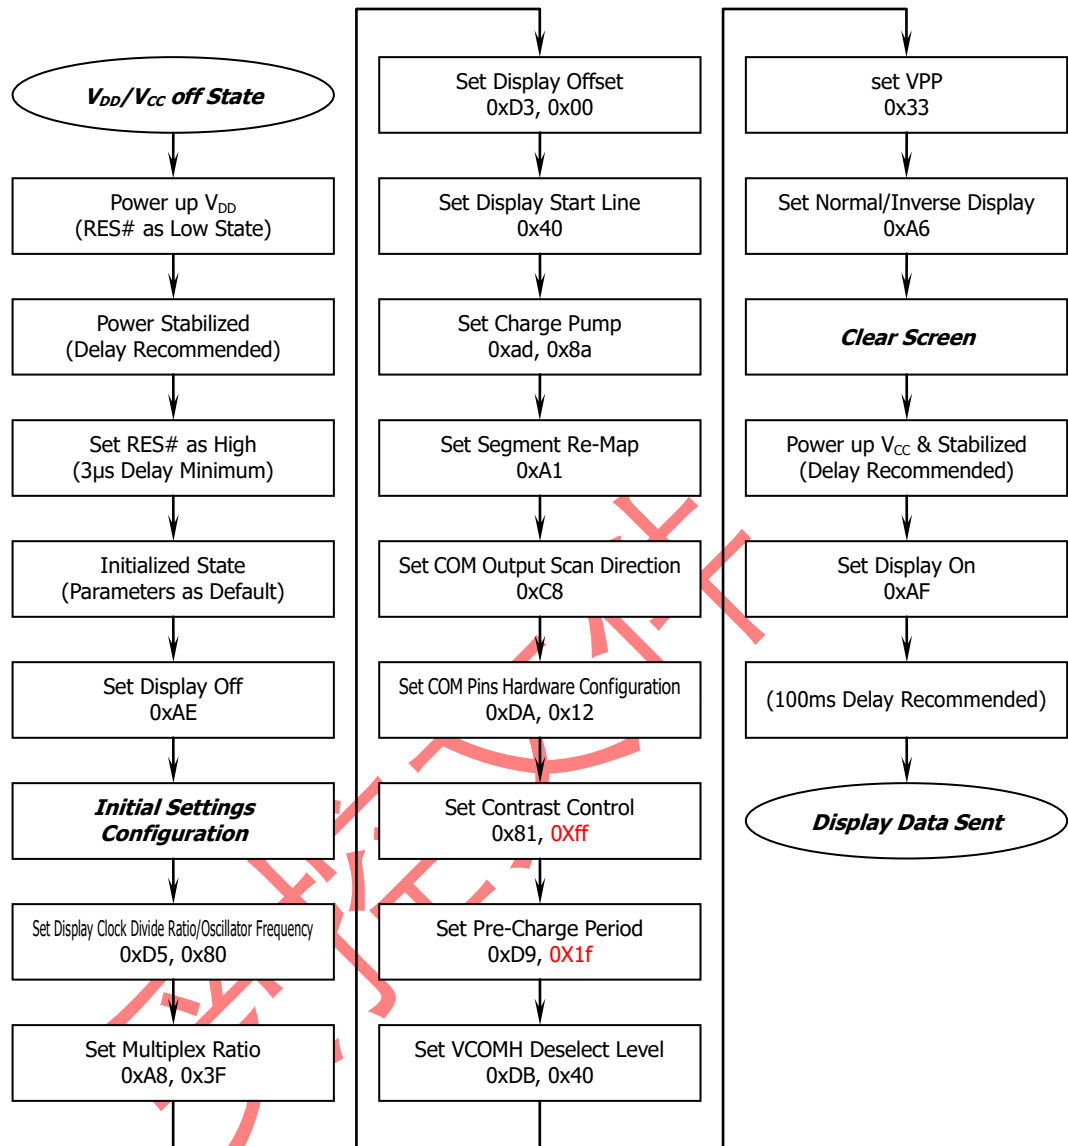 V_DD/V_CC off State
Power up V_DD
(RES# as Low State)
Power Stabilized
(Delay Recommended)
Set RES# as High
(3μs Delay Minimum)
Initialized State
(Parameters as Default)
Set Display Off
0xAE
Initial Settings
Configuration
Set Display Clock Divide Ratio/Oscillator Frequency
0xD5, 0x80
Set Multiplex Ratio
0xA8, 0x3F
Set Display Offset
0xD3, 0x00
Set Display Start Line
0x40
Set Charge Pump
0xad, 0x8a
Set Segment Re-Map
0xA1
Set COM Output Scan Direction
0xC8
Set COM Pins Hardware Configuration
0xDA, 0x12
Set Contrast Control
0x81, 0Xff
Set Pre-Charge Period
0xD9, 0X1f
Set VCOMH Deselect Level
0xDB, 0x40
set VPP
0x33
Set Normal/Inverse Display
0xA6
Clear Screen
Power up V_CC & Stabilized
(Delay Recommended)
Set Display On
0xAF
(100ms Delay Recommended)
Display Data Sent